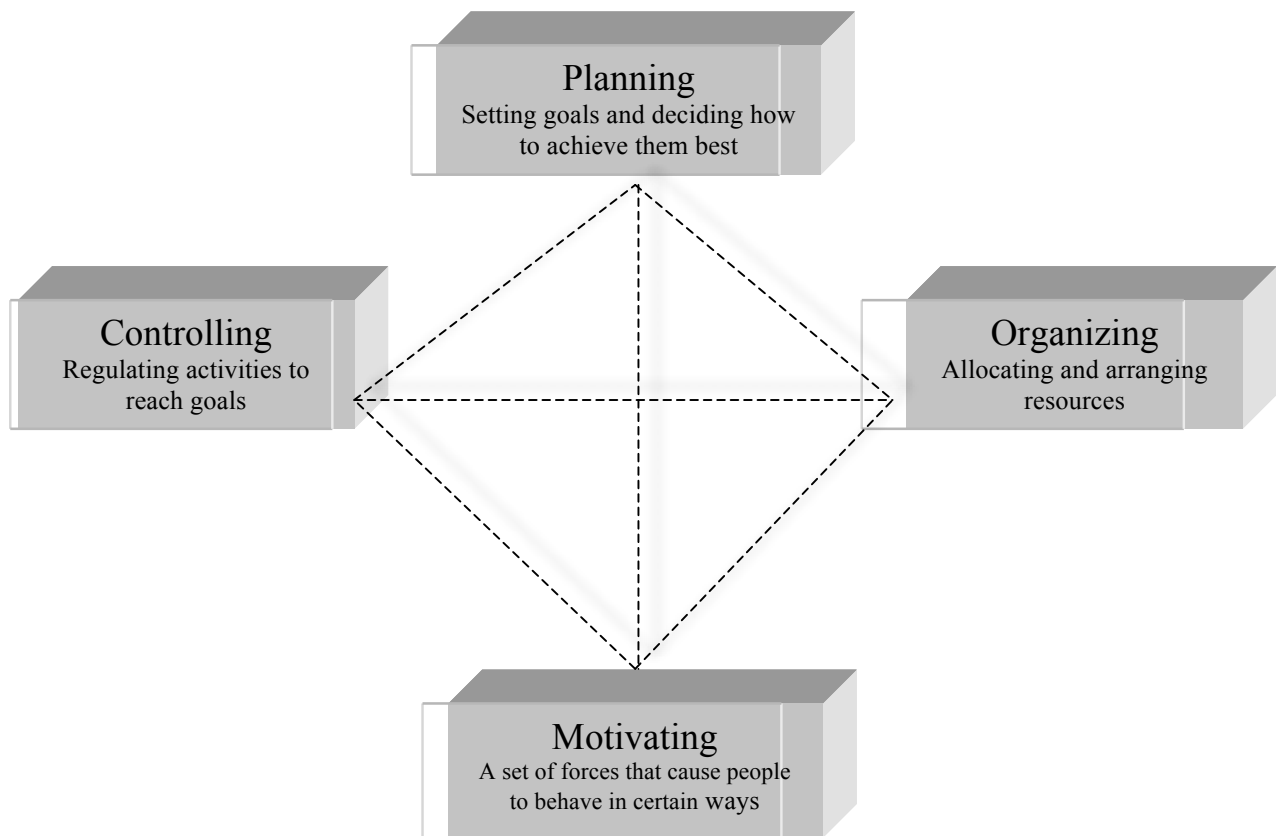 Planning
Setting goals and deciding how
to achieve them best
Controlling
Regulating activities to
reach goals
Organizing
Allocating and arranging
resources
Motivating
A set of forces that cause people
to behave in certain ways